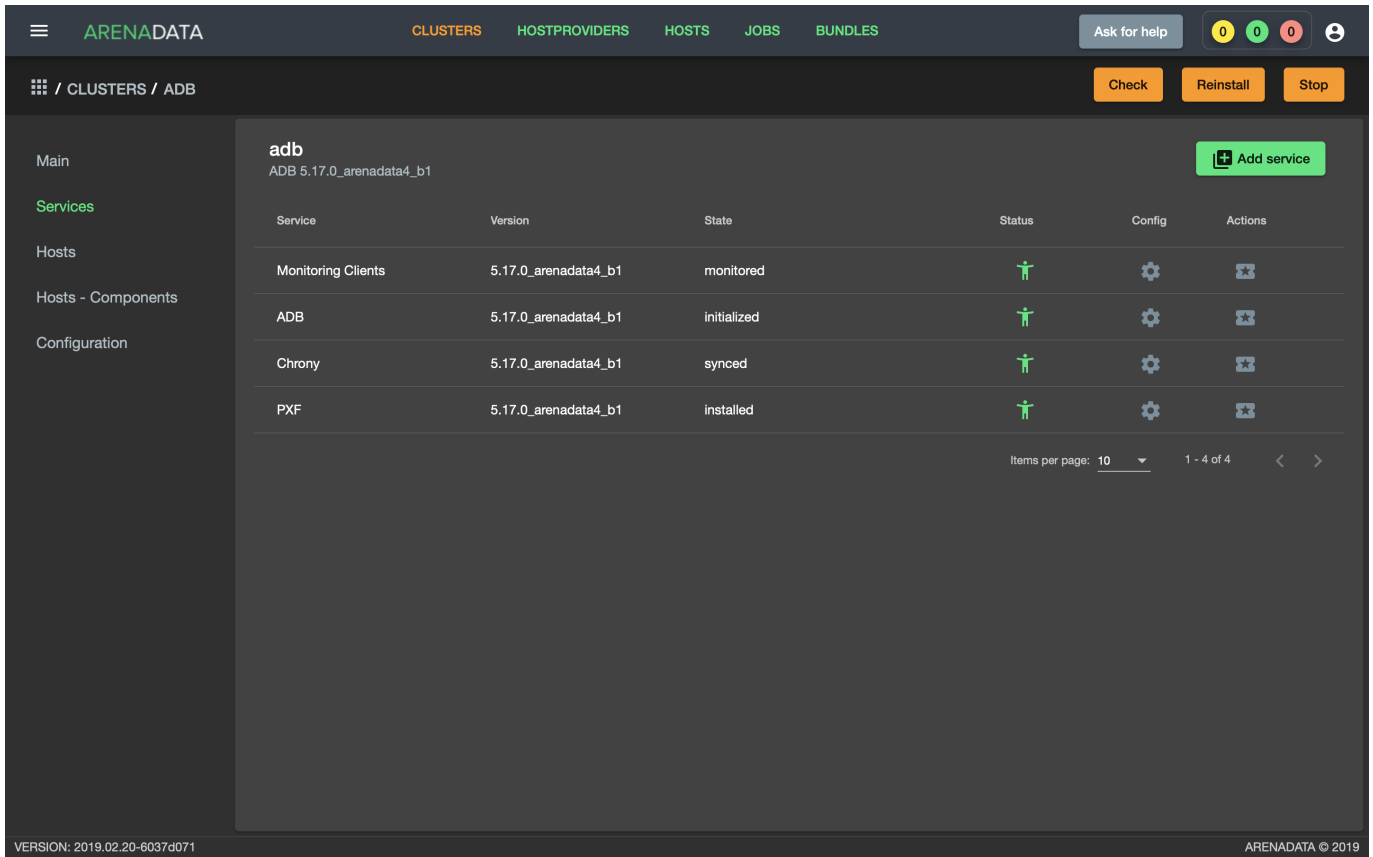 ARENADATA CLUSTERS HOSTPROVIDERS HOSTS JOBS BUNDLES Ask for help 0 0 0
/ CLUSTERS / ADB Check Reinstall Stop
Main
Services
Hosts
Hosts - Components
Configuration
adb
ADB 5.17.0_arenadata4_b1
Add service
Service Version State Status Config Actions
Monitoring Clients 5.17.0_arenadata4_b1 monitored
ADB 5.17.0_arenadata4_b1 initialized
Chrony 5.17.0_arenadata4_b1 synced
PXF 5.17.0_arenadata4_b1 installed
Items per page: 10 1 - 4 of 4
VERSION: 2019.02.20-6037d071 ARENADATA © 2019